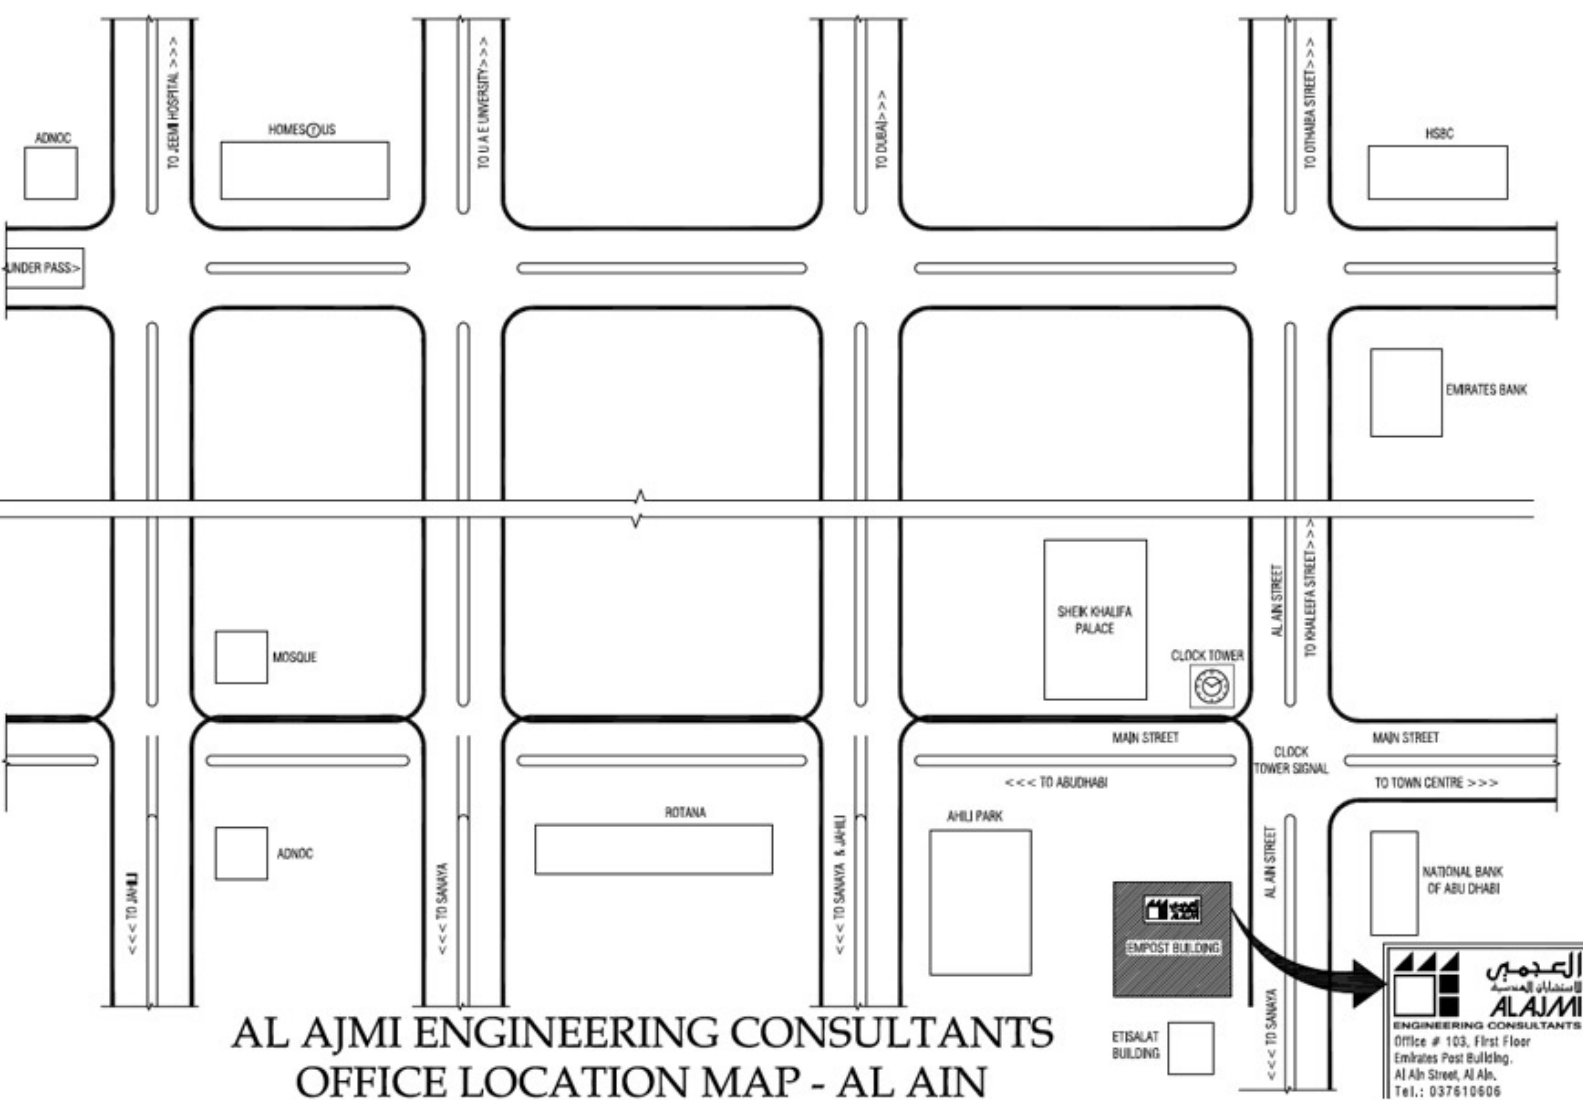 TO JEEMI HOSPITAL >>>
TO U A E UNVERSITY>>>
TO DUBAI>>>
TO OTHAIBA STREET>>>
ADNOC
HOMES r US
HSBC
UNDER PASS>
EMIRATES BANK
SHEIK KHALIFA
PALACE
AL AIN STREET
TO KHALEEFA STREET>>>
MOSQUE
CLOCK TOWER
MAIN STREET
CLOCK
TOWER SIGNAL
MAIN STREET
<<< TO ABUDHABI
TO TOWN CENTRE >>>
ROTANA
AHILI PARK
ADNOC
<<< TO JAHILI
<<< TO SANAYA
<<< TO SANAYA & JAHILI
AL AIN STREET
NATIONAL BANK
OF ABU DHABI
العجمي
EMPOST BUILDING
العجمي
للاستشارات الهندسية
ALAJMI
ENGINEERING CONSULTANTS
Office # 103, First Floor
Emirates Post Building.
Al Ain Street, Al Ain.
Tel.: 037610606
ETISALAT
BUILDING
<<< TO SANAYA
AL AJMI ENGINEERING CONSULTANTS
OFFICE LOCATION MAP - AL AIN